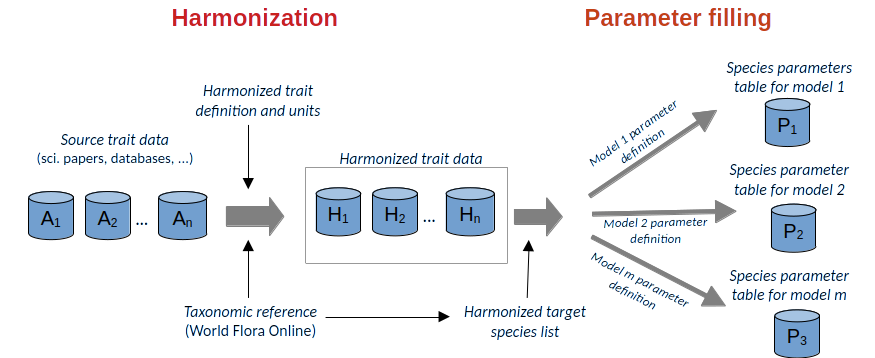 Harmonization
Parameter filling
Harmonized trait
definition and units
Source trait data
(sci. papers, databases, ...)
A1
A2
...
An
Harmonized trait data
H1
H2
...
Hn
Taxonomic reference
(World Flora Online)
Harmonized target
species list
Model 1 parameter
definition
Model 2 parameter
definition
Model m parameter
definition
Species parameters
table for model 1
P1
Species parameter
table for model 2
P2
Species parameter
table for model m
P3